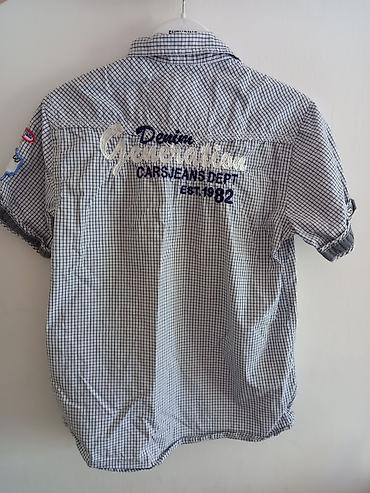 Denim
Generation
CARSJEANS DEPT.
EST. 1982